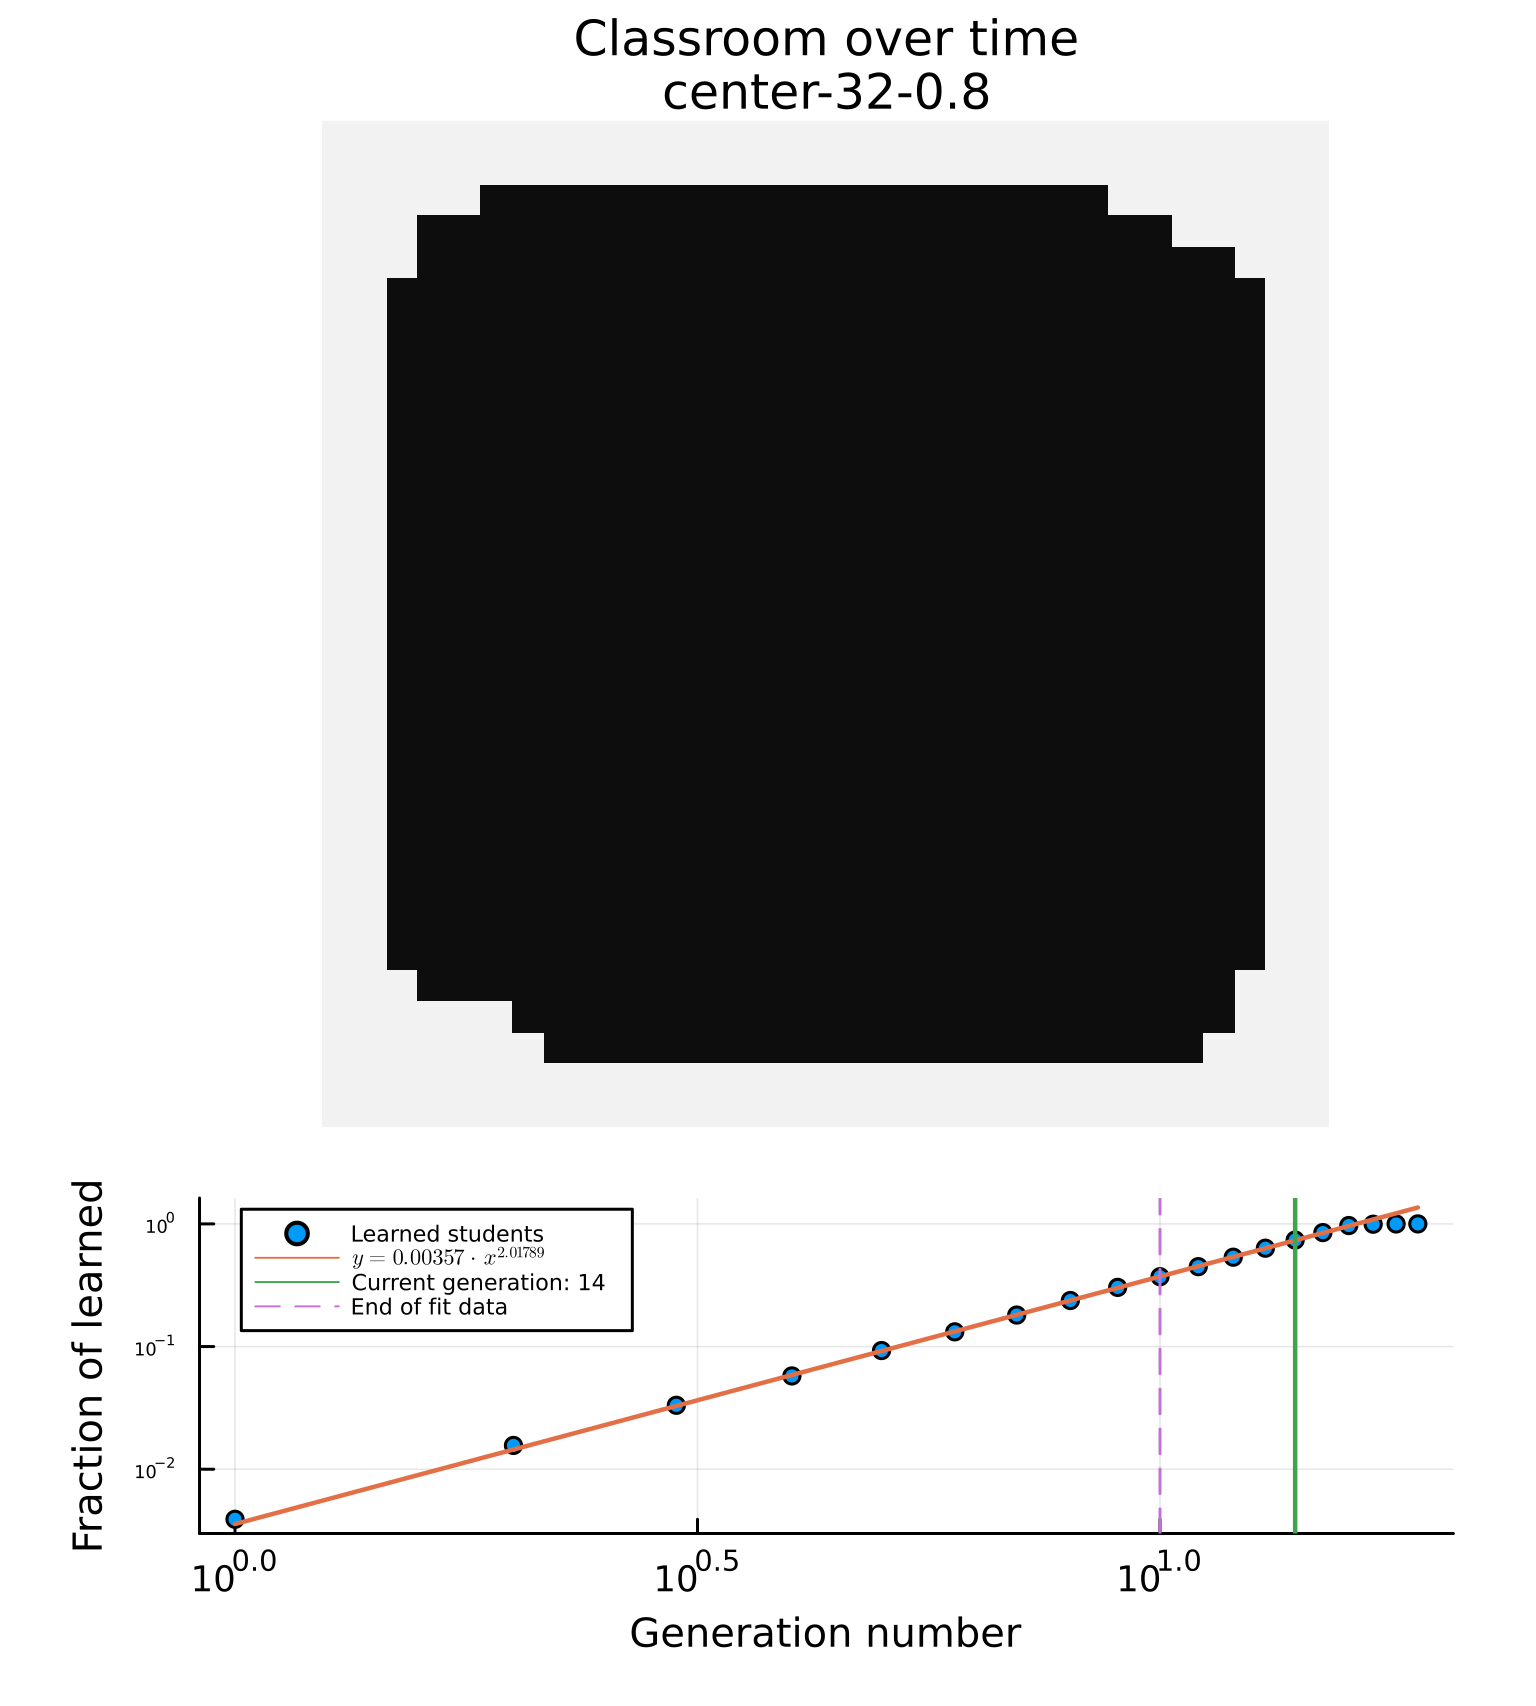 Classroom over time
center-32-0.8
Fraction of learned
10⁰
10⁻¹
10⁻²
Learned students
y = 0.00357 · x^2.01789
Current generation: 14
End of fit data
10^0.0 10^0.5 10^1.0
Generation number